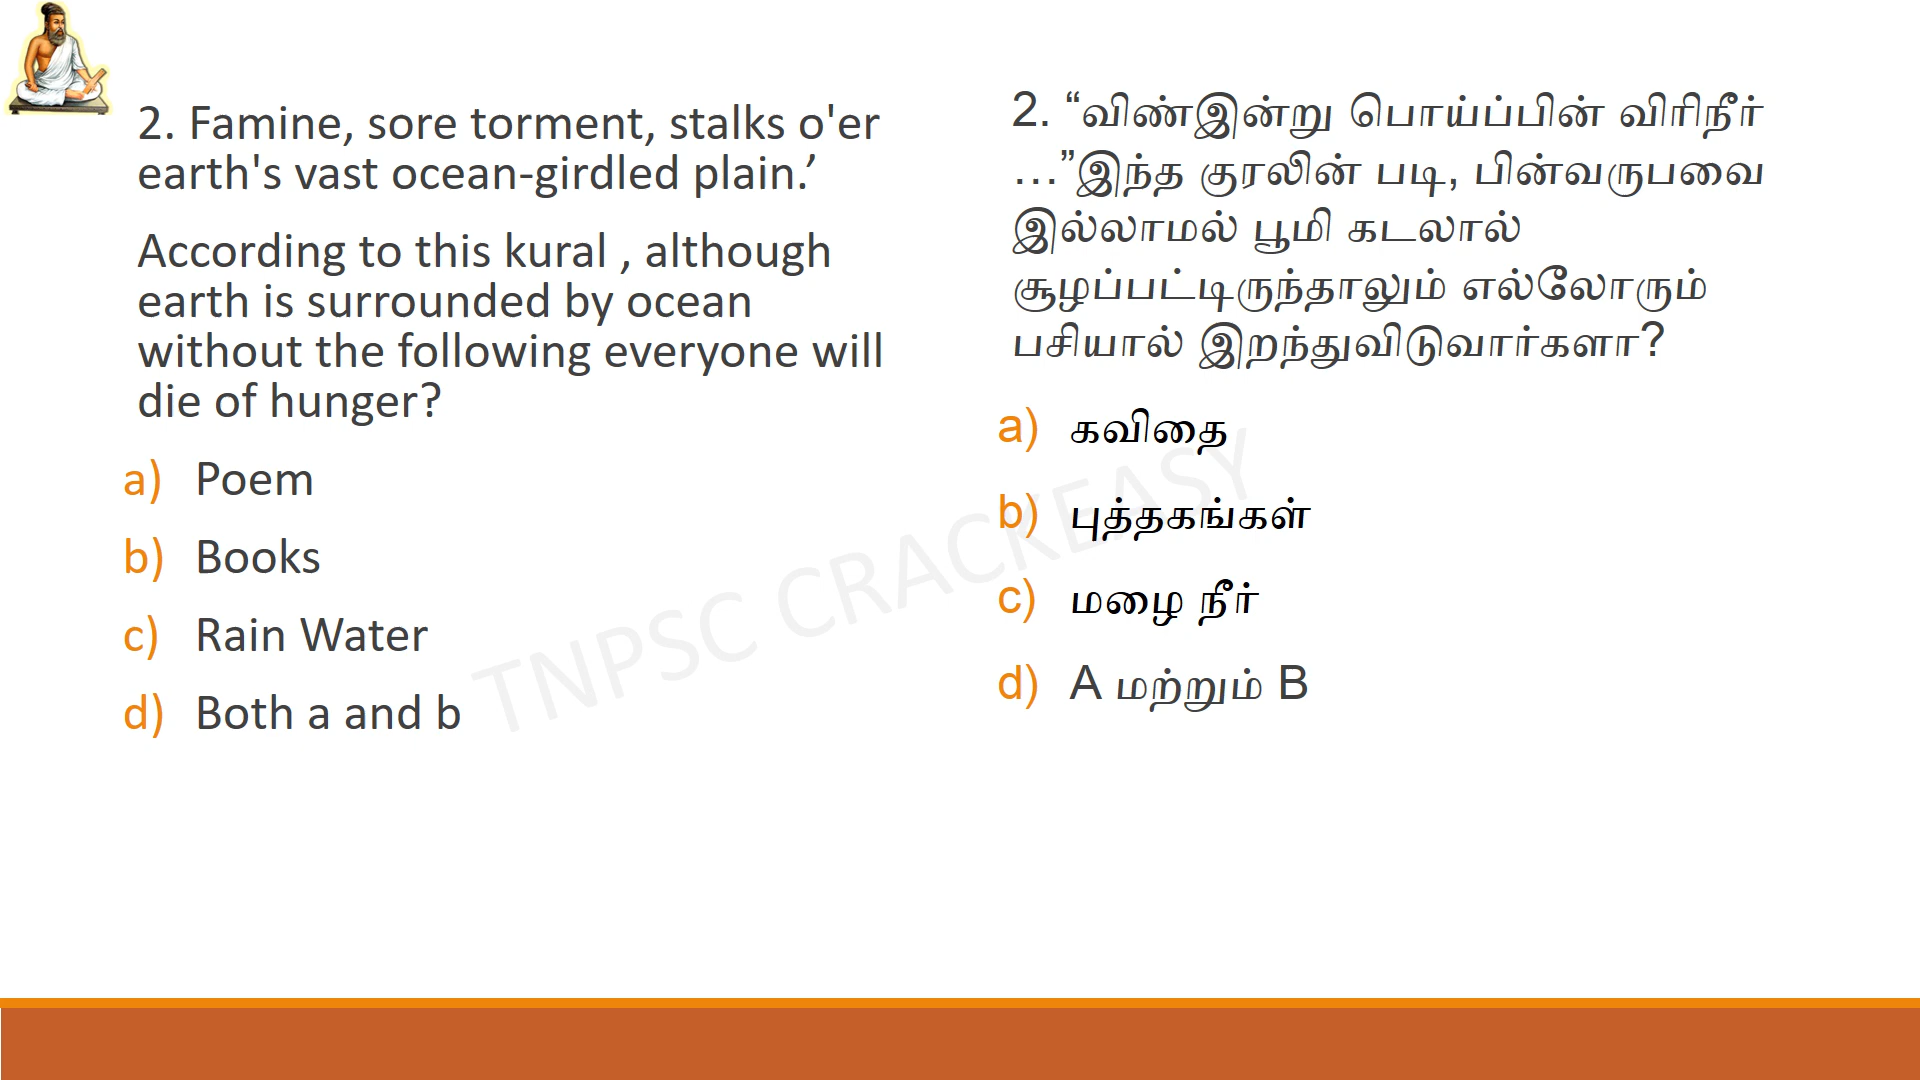 2. Famine, sore torment, stalks o'er
earth's vast ocean-girdled plain.’
According to this kural , although
earth is surrounded by ocean
without the following everyone will
die of hunger?
a) Poem
b) Books
c) Rain Water
d) Both a and b
2. “விண்இன்று பொய்ப்பின் விரிநீர்
…”இந்த குரலின் படி, பின்வருபவை
இல்லாமல் பூமி கடலால்
சூழப்பட்டிருந்தாலும் எல்லோரும்
பசியால் இறந்துவிடுவார்களா?
a) கவிதை
b) புத்தகங்கள்
c) மழை நீர்
d) A மற்றும் B
TNPSC CRACKEASY